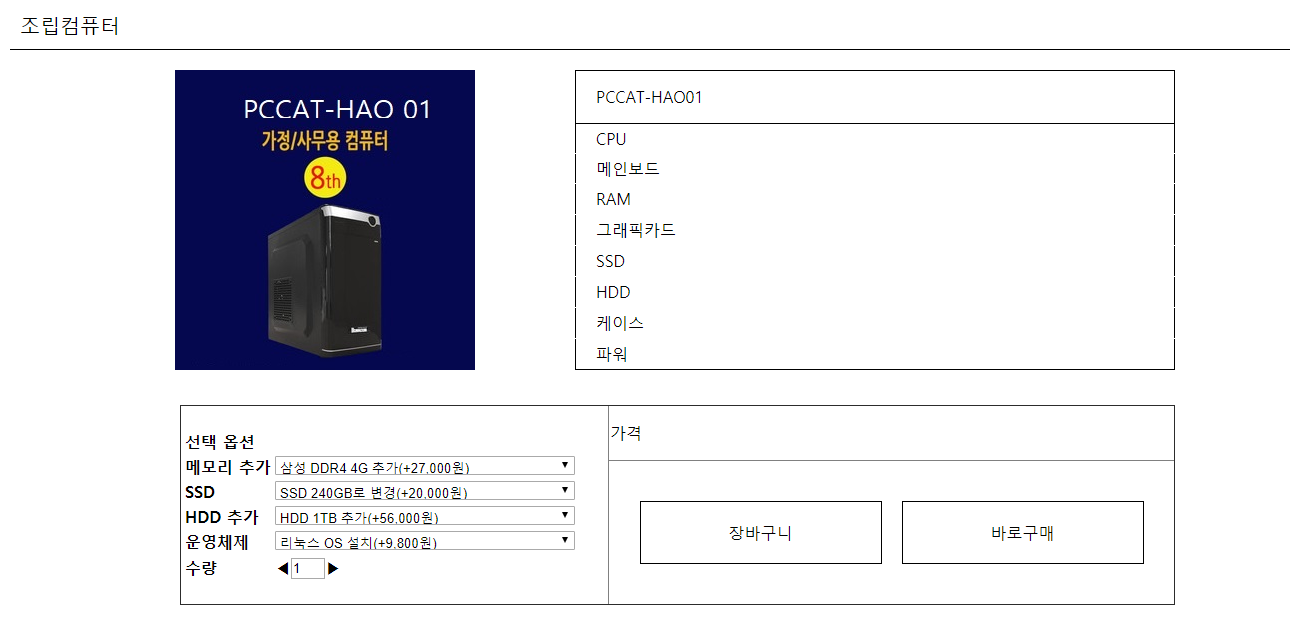 조립컴퓨터
PCCAT-HAO 01
가정/사무용 컴퓨터
8th
PCCAT-HAO01
CPU
메인보드
RAM
그래픽카드
SSD
HDD
케이스
파워
선택 옵션
메모리 추가 삼성 DDR4 4G 추가(+27,000원)
SSD SSD 240GB로 변경(+20,000원)
HDD 추가 HDD 1TB 추가(+56,000원)
운영체제 리눅스 OS 설치(+9,800원)
수량 ◀ 1 ▶
가격
장바구니 바로구매